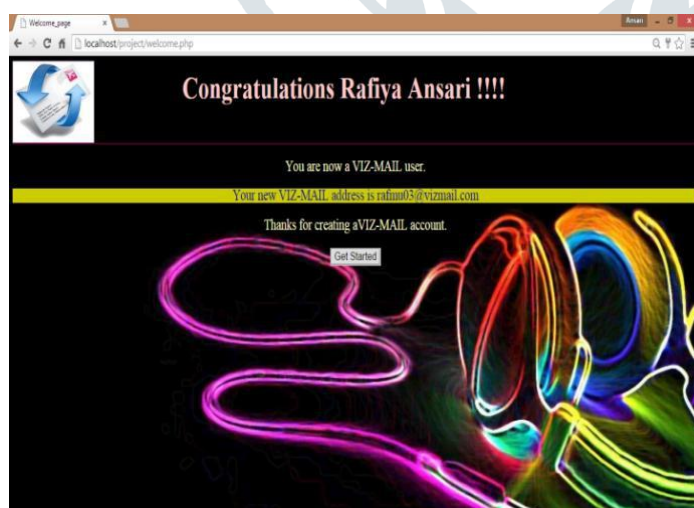 Welcome_page
Ansari
localhost/project/welcome.php
Congratulations Rafiya Ansari !!!!
You are now a VIZ-MAIL user.
Your new VIZ-MAIL address is @vizmail.com
Thanks for creating aVIZ-MAIL account.
Get Started